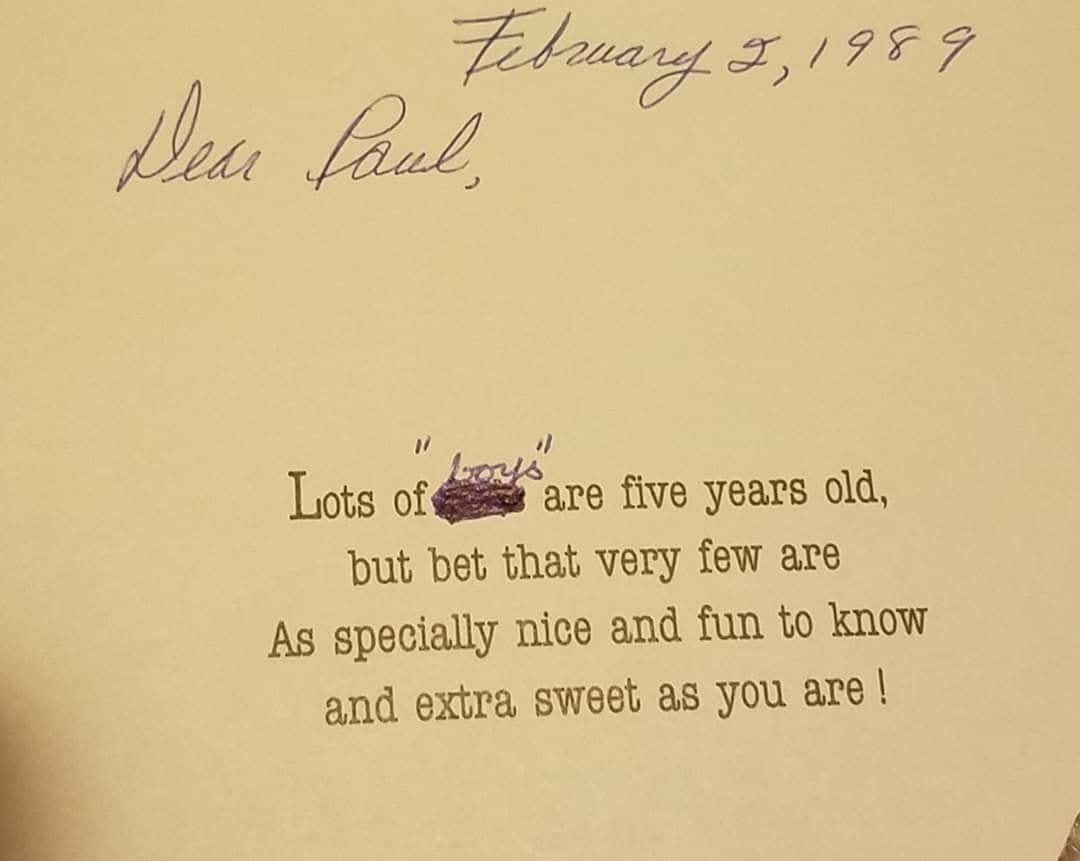 February 2, 1989
Dear Paul,
"boys"
Lots of are five years old,
but bet that very few are
As specially nice and fun to know
and extra sweet as you are !